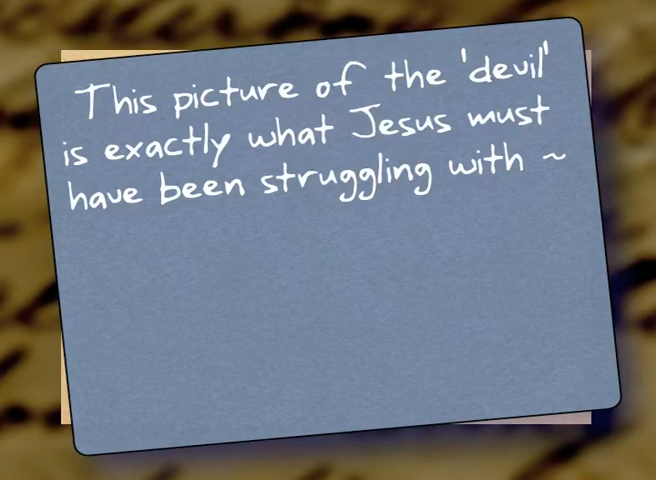 This picture of the 'devil'
is exactly what Jesus must
have been struggling with ~